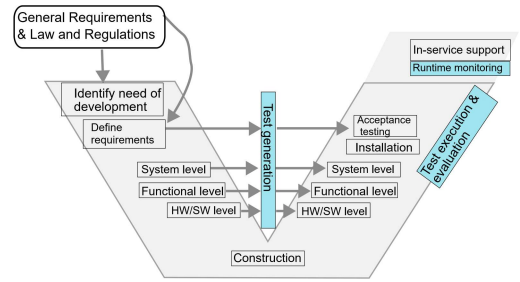 General Requirements
& Law and Regulations
In-service support
Runtime monitoring
Identify need of
development
Define
requirements
Test generation
Acceptance
testing
Installation
Test execution &
evaluation
System level
System level
Functional level
Functional level
HW/SW level
HW/SW level
Construction